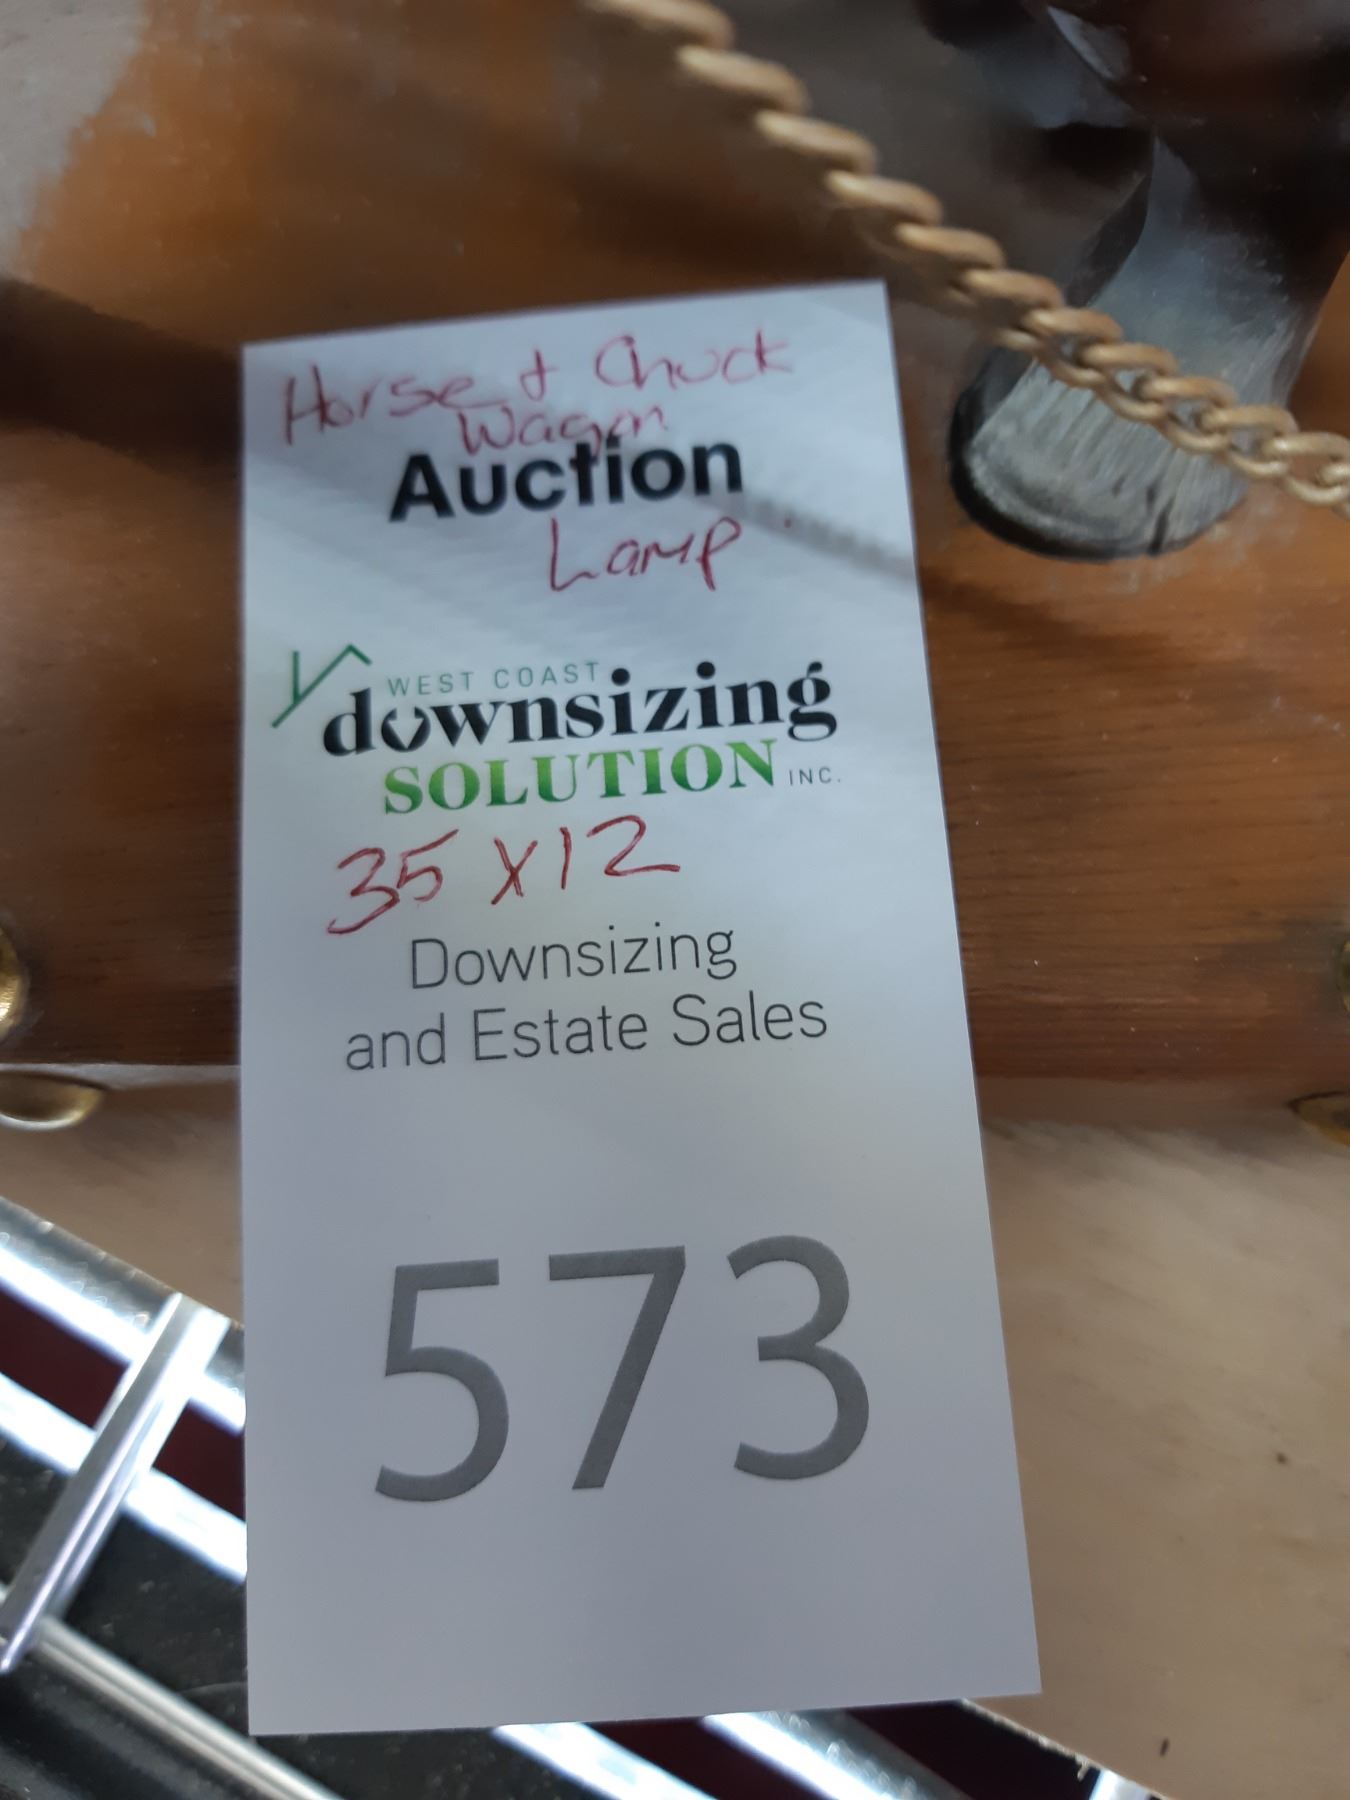 Horse & Chuck
Wagon
Auction
Lamp
WEST COAST
downsizing
SOLUTION INC.
35 x 12
Downsizing
and Estate Sales
573